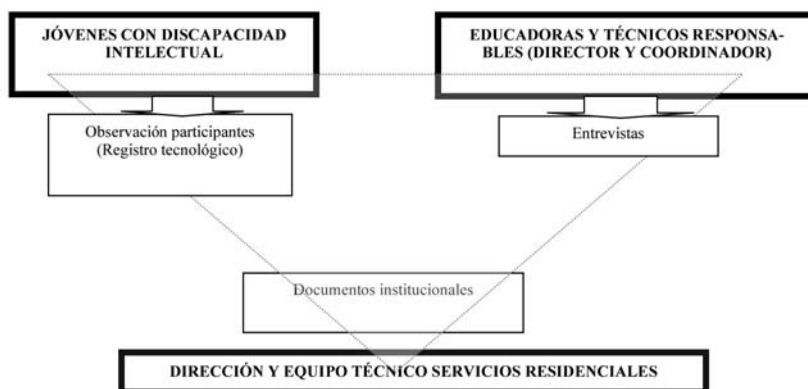 JÓVENES CON DISCAPACIDAD
INTELECTUAL
EDUCADORAS Y TÉCNICOS RESPONSA-
BLES (DIRECTOR Y COORDINADOR)
Observación participantes
(Registro tecnológico)
Entrevistas
Documentos institucionales
DIRECCIÓN Y EQUIPO TÉCNICO SERVICIOS RESIDENCIALES